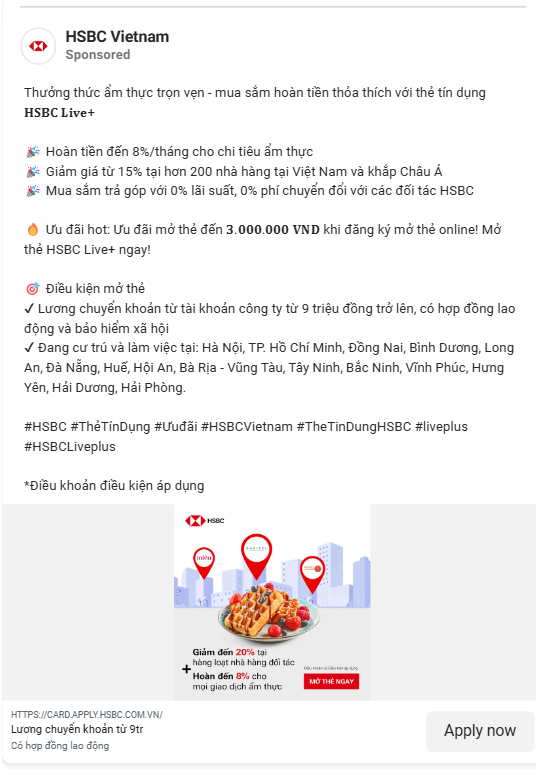 HSBC Vietnam
Sponsored
Thưởng thức ẩm thực trọn vẹn - mua sắm hoàn tiền thỏa thích với thẻ tín dụng
HSBC Live+
🎉 Hoàn tiền đến 8%/tháng cho chi tiêu ẩm thực
🎉 Giảm giá từ 15% tại hơn 200 nhà hàng tại Việt Nam và khắp Châu Á
🎉 Mua sắm trả góp với 0% lãi suất, 0% phí chuyển đổi với các đối tác HSBC
🔥 Ưu đãi hot: Ưu đãi mở thẻ đến 3.000.000 VND khi đăng ký mở thẻ online! Mở
thẻ HSBC Live+ ngay!
🎯 Điều kiện mở thẻ
✓ Lương chuyển khoản từ tài khoản công ty từ 9 triệu đồng trở lên, có hợp đồng lao
động và bảo hiểm xã hội
✓ Đang cư trú và làm việc tại: Hà Nội, TP. Hồ Chí Minh, Đồng Nai, Bình Dương, Long
An, Đà Nẵng, Huế, Hội An, Bà Rịa - Vũng Tàu, Tây Ninh, Bắc Ninh, Vĩnh Phúc, Hưng
Yên, Hải Dương, Hải Phòng.
#HSBC #ThẻTínDụng #Ưuđãi #HSBCVietnam #TheTinDungHSBC #liveplus
#HSBCLiveplus
*Điều khoản điều kiện áp dụng
HSBC
miên
Giảm đến 20% tại
hàng loạt nhà hàng đối tác
+
Hoàn đến 8% cho
mọi giao dịch ẩm thực
Điều Khoản và Điều Kiện áp dụng
MỞ THẺ NGAY
HTTPS://CARD.APPLY.HSBC.COM.VN/
Lương chuyển khoản từ 9tr
Có hợp đồng lao động
Apply now